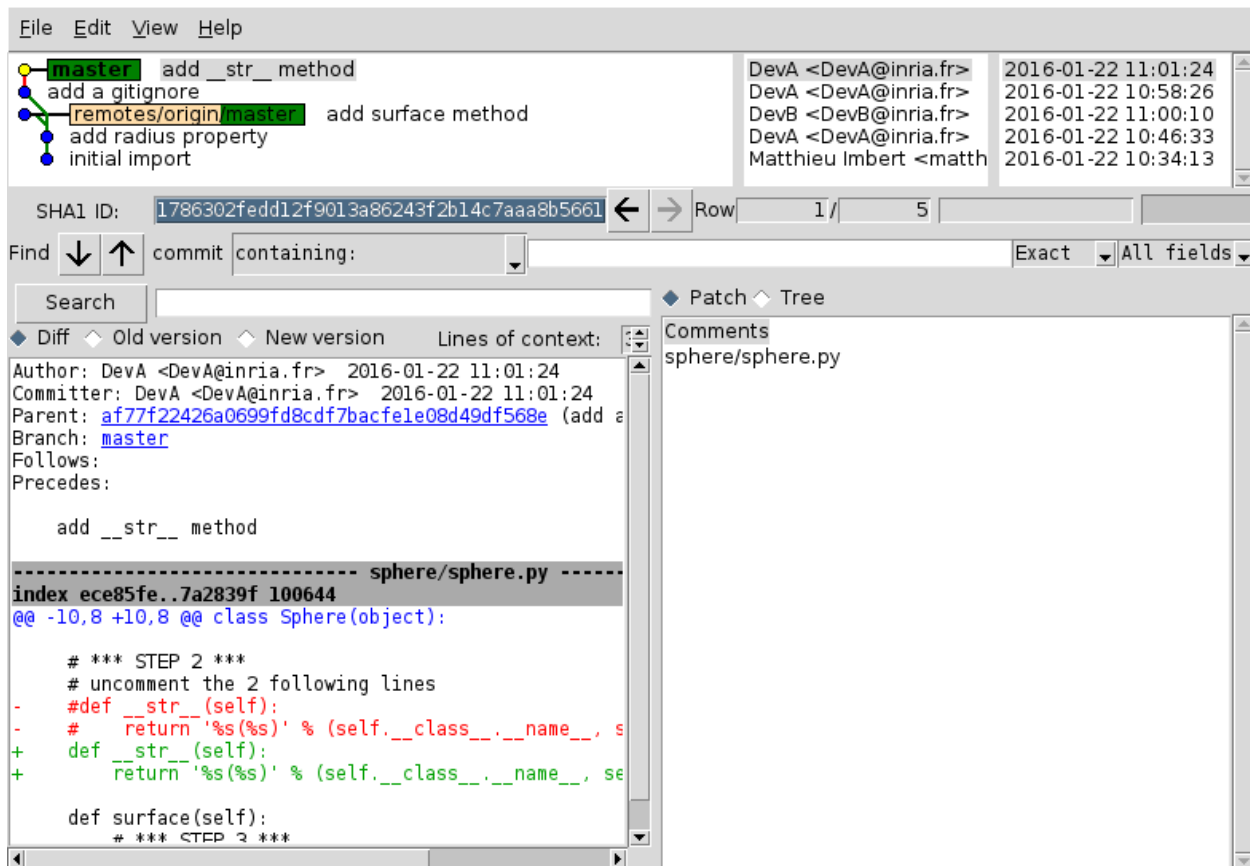 File Edit View Help
master add __str__ method DevA <DevA@inria.fr> 2016-01-22 11:01:24
add a gitignore DevA <DevA@inria.fr> 2016-01-22 10:58:26
remotes/origin/master add surface method DevB <DevB@inria.fr> 2016-01-22 11:00:10
add radius property DevA <DevA@inria.fr> 2016-01-22 10:46:33
initial import Matthieu Imbert <matth 2016-01-22 10:34:13
SHA1 ID: 1786302fedd12f9013a86243f2b14c7aaa8b5661 Row 1/ 5
Find commit containing: Exact All fields
Search
Patch Tree
Diff Old version New version Lines of context:
Comments
sphere/sphere.py
Author: DevA <DevA@inria.fr> 2016-01-22 11:01:24
Committer: DevA <DevA@inria.fr> 2016-01-22 11:01:24
Parent: af77f22426a0699fd8cdf7bacfe1e08d49df568e (add a
Branch: master
Follows:
Precedes:
add __str__ method
------------------------------- sphere/sphere.py ------
index ece85fe..7a2839f 100644
@@ -10,8 +10,8 @@ class Sphere(object):
# *** STEP 2 ***
# uncomment the 2 following lines
- #def __str__(self):
- # return '%s(%s)' % (self.__class__.__name__, s
+ def __str__(self):
+ return '%s(%s)' % (self.__class__.__name__, se
def surface(self):
# *** STEP 3 ***